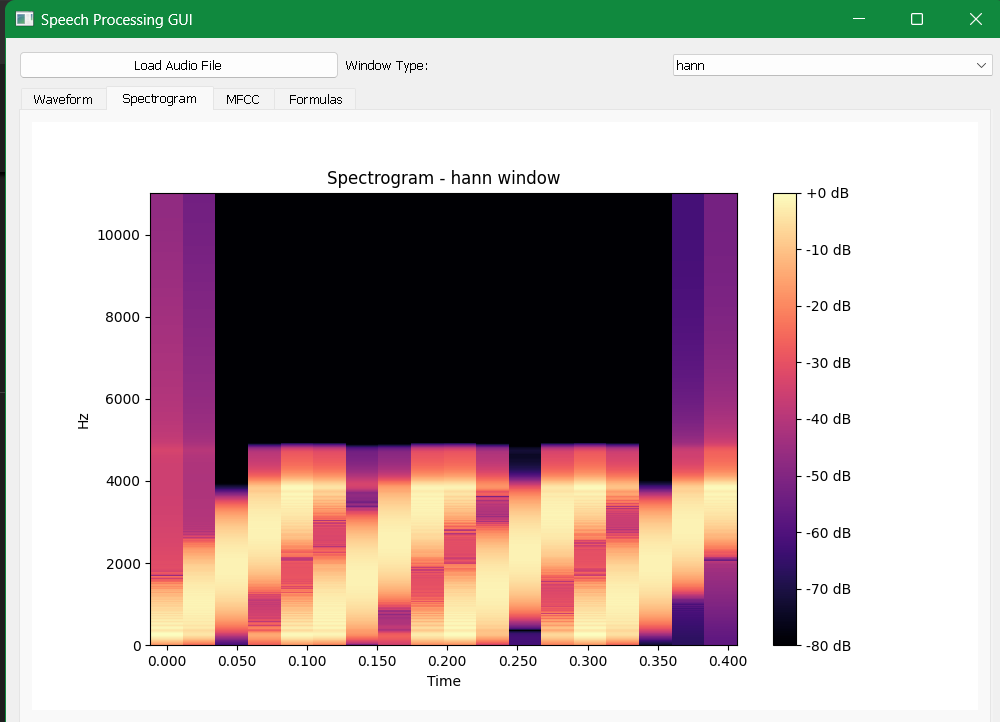 Speech Processing GUI
Load Audio File Window Type: hann
Waveform Spectrogram MFCC Formulas
Spectrogram - hann window
+0 dB
10000
-10 dB
8000
-20 dB
-30 dB
6000
Hz
-40 dB
4000
-50 dB
-60 dB
2000
-70 dB
0
-80 dB
0.000 0.050 0.100 0.150 0.200 0.250 0.300 0.350 0.400
Time